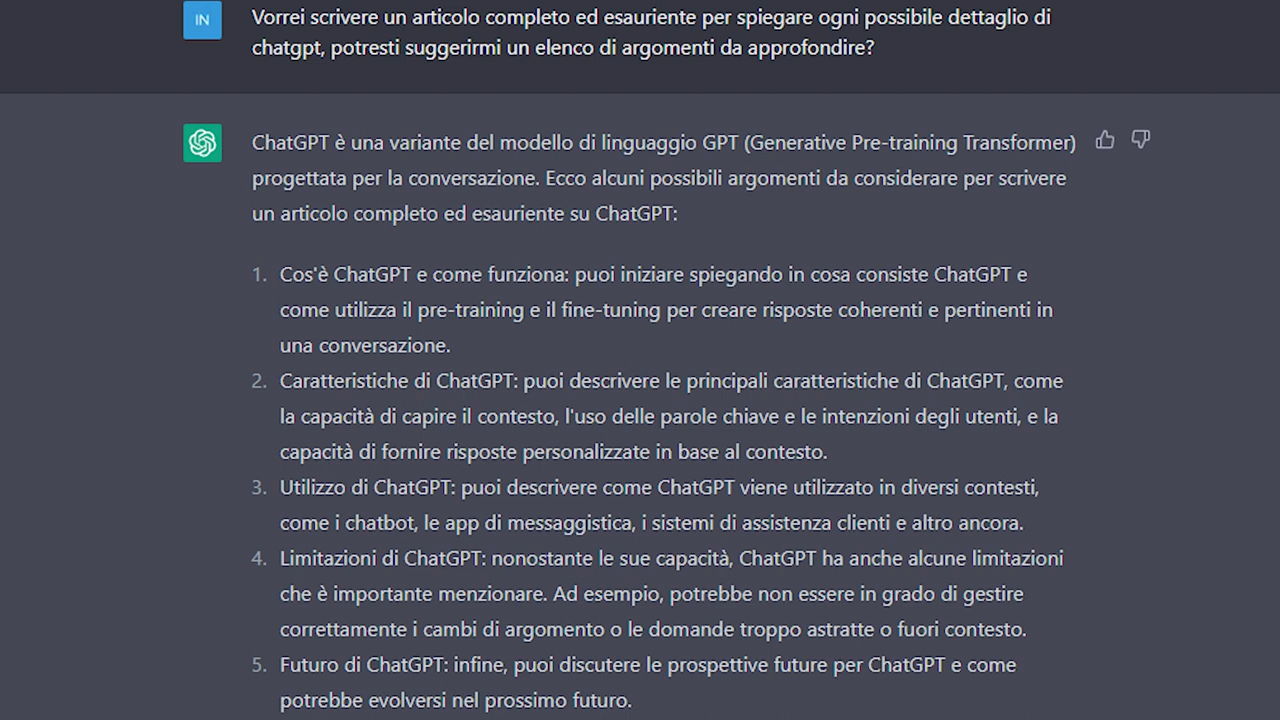 IN
Vorrei scrivere un articolo completo ed esauriente per spiegare ogni possibile dettaglio di
chatgpt, potresti suggerirmi un elenco di argomenti da approfondire?
ChatGPT è una variante del modello di linguaggio GPT (Generative Pre-training Transformer)
progettata per la conversazione. Ecco alcuni possibili argomenti da considerare per scrivere
un articolo completo ed esauriente su ChatGPT:
1. Cos'è ChatGPT e come funziona: puoi iniziare spiegando in cosa consiste ChatGPT e
come utilizza il pre-training e il fine-tuning per creare risposte coherenti e pertinenti in
una conversazione.
2. Caratteristiche di ChatGPT: puoi descrivere le principali caratteristiche di ChatGPT, come
la capacità di capire il contesto, l'uso delle parole chiave e le intenzioni degli utenti, e la
capacità di fornire risposte personalizzate in base al contesto.
3. Utilizzo di ChatGPT: puoi descrivere come ChatGPT viene utilizzato in diversi contesti,
come i chatbot, le app di messaggistica, i sistemi di assistenza clienti e altro ancora.
4. Limitazioni di ChatGPT: nonostante le sue capacità, ChatGPT ha anche alcune limitazioni
che è importante menzionare. Ad esempio, potrebbe non essere in grado di gestire
correttamente i cambi di argomento o le domande troppo astratte o fuori contesto.
5. Futuro di ChatGPT: infine, puoi discutere le prospettive future per ChatGPT e come
potrebbe evolversi nel prossimo futuro.